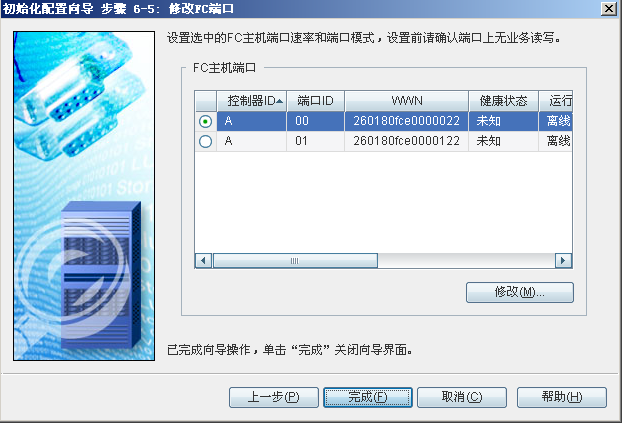 初始化配置向导 步骤 6-5: 修改FC端口
设置选中的FC主机端口速率和端口模式，设置前请确认端口上无业务读写。
FC主机端口
控制器ID 端口ID WWN 健康状态 运行
A 00 260180fce0000022 未知 离线
A 01 260180fce0000122 未知 离线
修改(M)...
已完成向导操作，单击“完成”关闭向导界面。
上一步(P) 完成(F) 取消(C) 帮助(H)